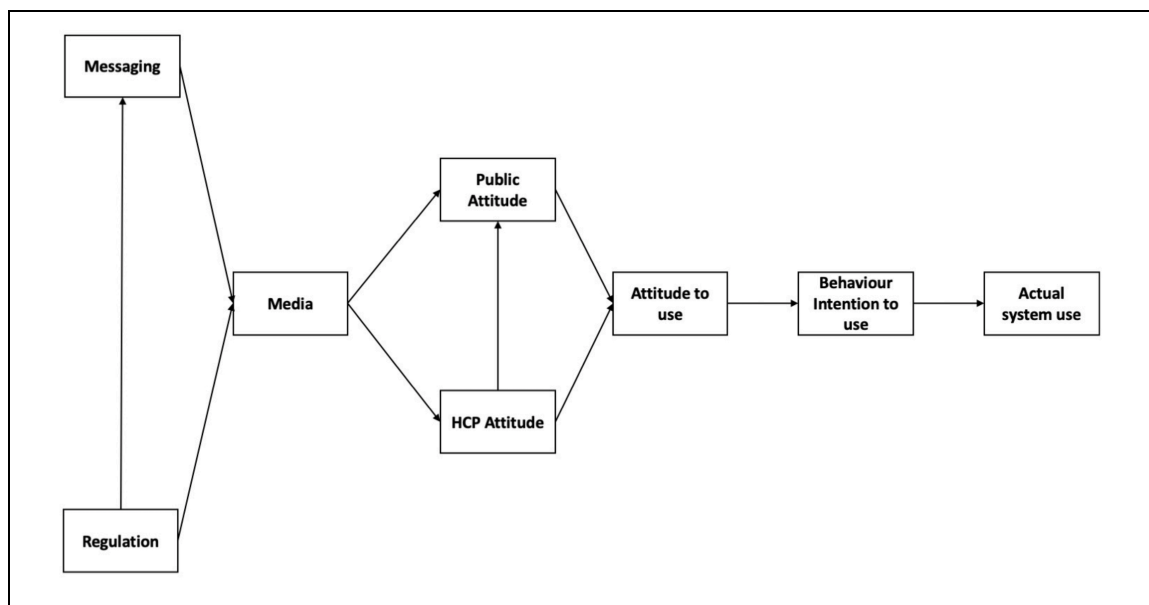 Messaging
Public
Attitude
Media
Attitude to
use
Behaviour
Intention to
use
Actual
system use
HCP Attitude
Regulation